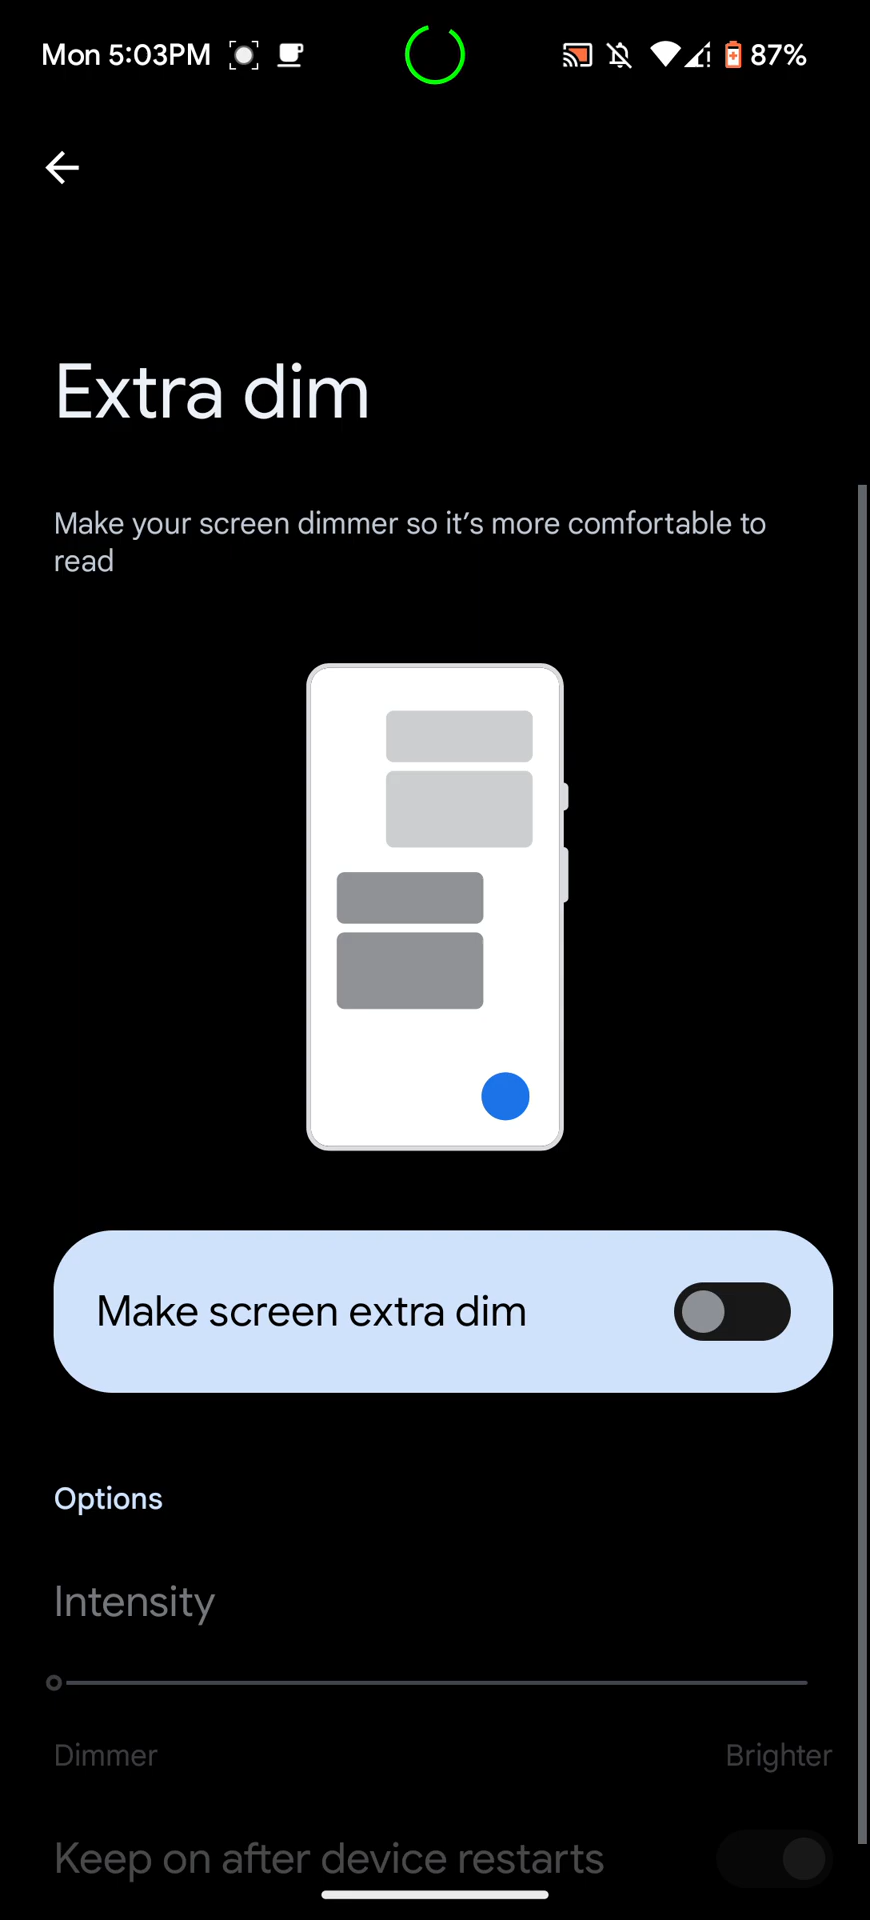 Mon 5:03PM 87%
Extra dim
Make your screen dimmer so it’s more comfortable to
read
Make screen extra dim
Options
Intensity
Dimmer Brighter
Keep on after device restarts